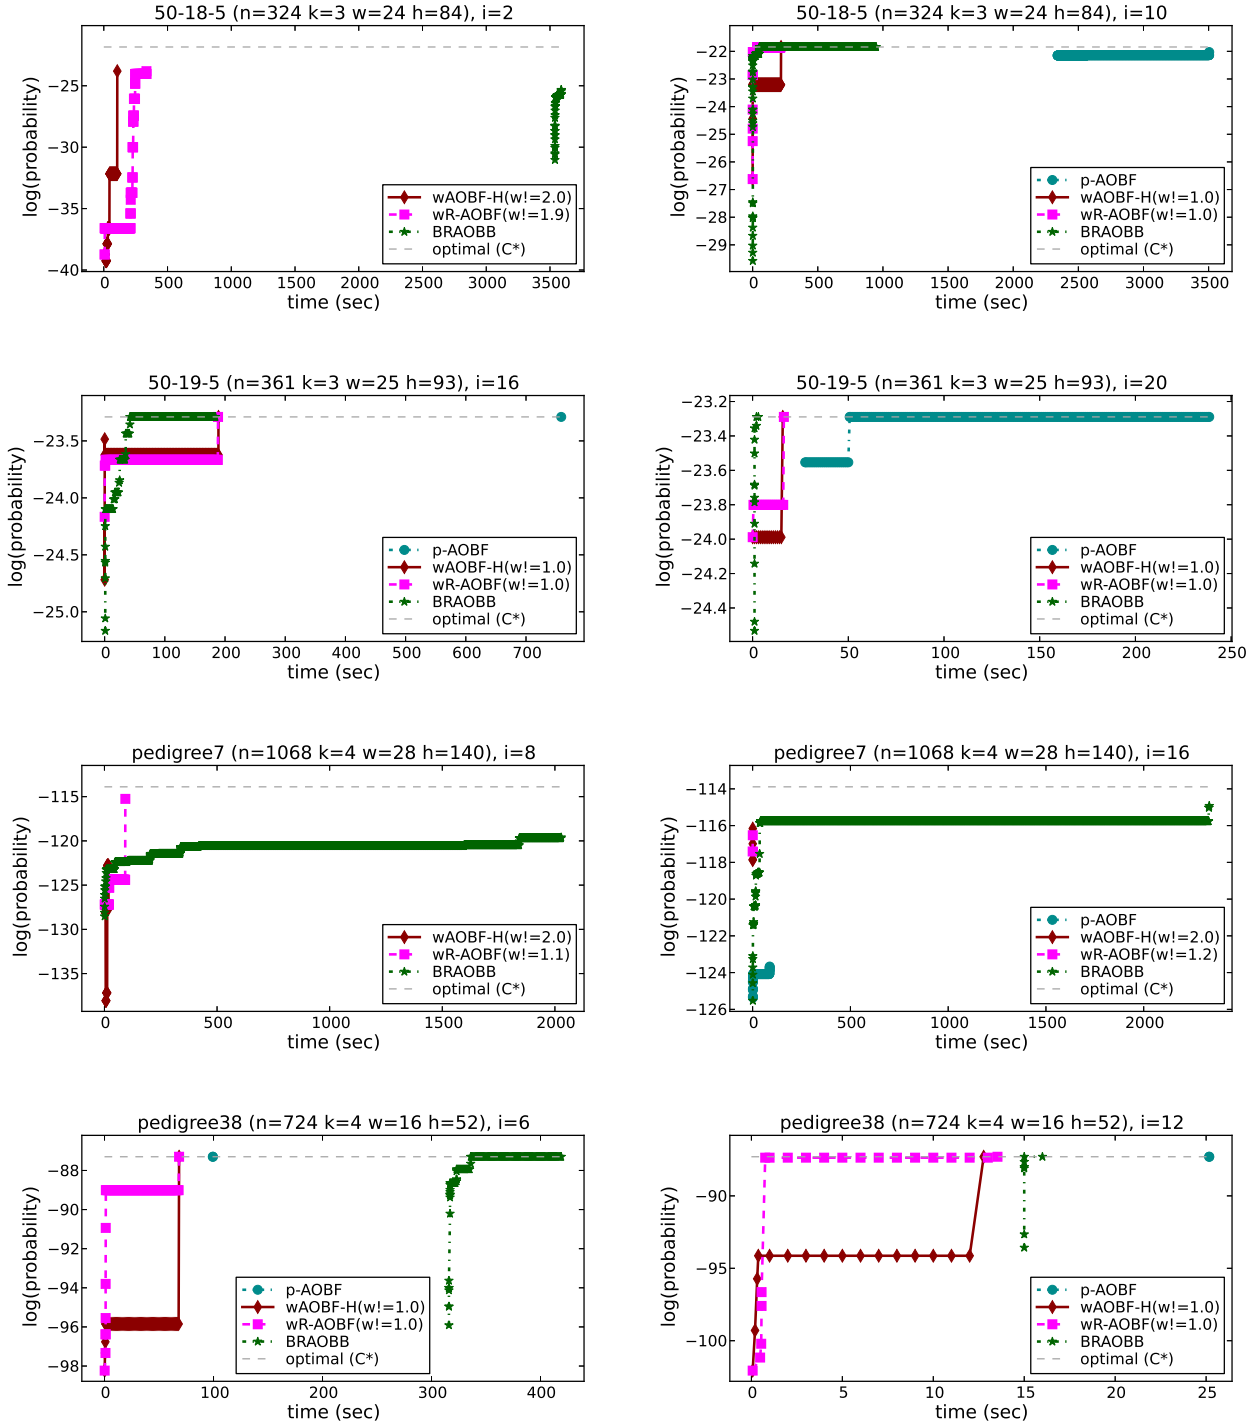 50-18-5 (n=324 k=3 w=24 h=84), i=2
log(probability)
−25
−30
−35
−40
wAOBF-H(w!=2.0)
wR-AOBF(w!=1.9)
BRAOBB
optimal (C*)
0 500 1000 1500 2000 2500 3000 3500
time (sec)
50-18-5 (n=324 k=3 w=24 h=84), i=10
log(probability)
−22
−23
−24
−25
−26
−27
−28
−29
p-AOBF
wAOBF-H(w!=1.0)
wR-AOBF(w!=1.0)
BRAOBB
optimal (C*)
0 500 1000 1500 2000 2500 3000 3500
time (sec)
50-19-5 (n=361 k=3 w=25 h=93), i=16
log(probability)
−23.5
−24.0
−24.5
−25.0
p-AOBF
wAOBF-H(w!=1.0)
wR-AOBF(w!=1.0)
BRAOBB
optimal (C*)
0 100 200 300 400 500 600 700
time (sec)
50-19-5 (n=361 k=3 w=25 h=93), i=20
log(probability)
−23.2
−23.4
−23.6
−23.8
−24.0
−24.2
−24.4
p-AOBF
wAOBF-H(w!=1.0)
wR-AOBF(w!=1.0)
BRAOBB
optimal (C*)
0 50 100 150 200 250
time (sec)
pedigree7 (n=1068 k=4 w=28 h=140), i=8
log(probability)
−115
−120
−125
−130
−135
wAOBF-H(w!=2.0)
wR-AOBF(w!=1.1)
BRAOBB
optimal (C*)
0 500 1000 1500 2000
time (sec)
pedigree7 (n=1068 k=4 w=28 h=140), i=16
log(probability)
−114
−116
−118
−120
−122
−124
−126
p-AOBF
wAOBF-H(w!=2.0)
wR-AOBF(w!=1.2)
BRAOBB
optimal (C*)
0 500 1000 1500 2000
time (sec)
pedigree38 (n=724 k=4 w=16 h=52), i=6
log(probability)
−88
−90
−92
−94
−96
−98
p-AOBF
wAOBF-H(w!=1.0)
wR-AOBF(w!=1.0)
BRAOBB
optimal (C*)
0 100 200 300 400
time (sec)
pedigree38 (n=724 k=4 w=16 h=52), i=12
log(probability)
−90
−95
−100
p-AOBF
wAOBF-H(w!=1.0)
wR-AOBF(w!=1.0)
BRAOBB
optimal (C*)
0 5 10 15 20 25
time (sec)